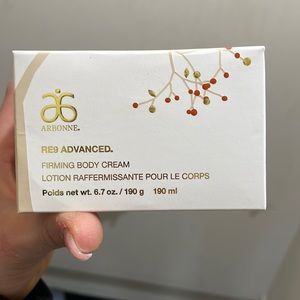 ARBONNE.
RE9 ADVANCED.
FIRMING BODY CREAM
LOTION RAFFERMISSANTE POUR LE CORPS
Poids net wt. 6.7 oz. / 190 g 190 ml